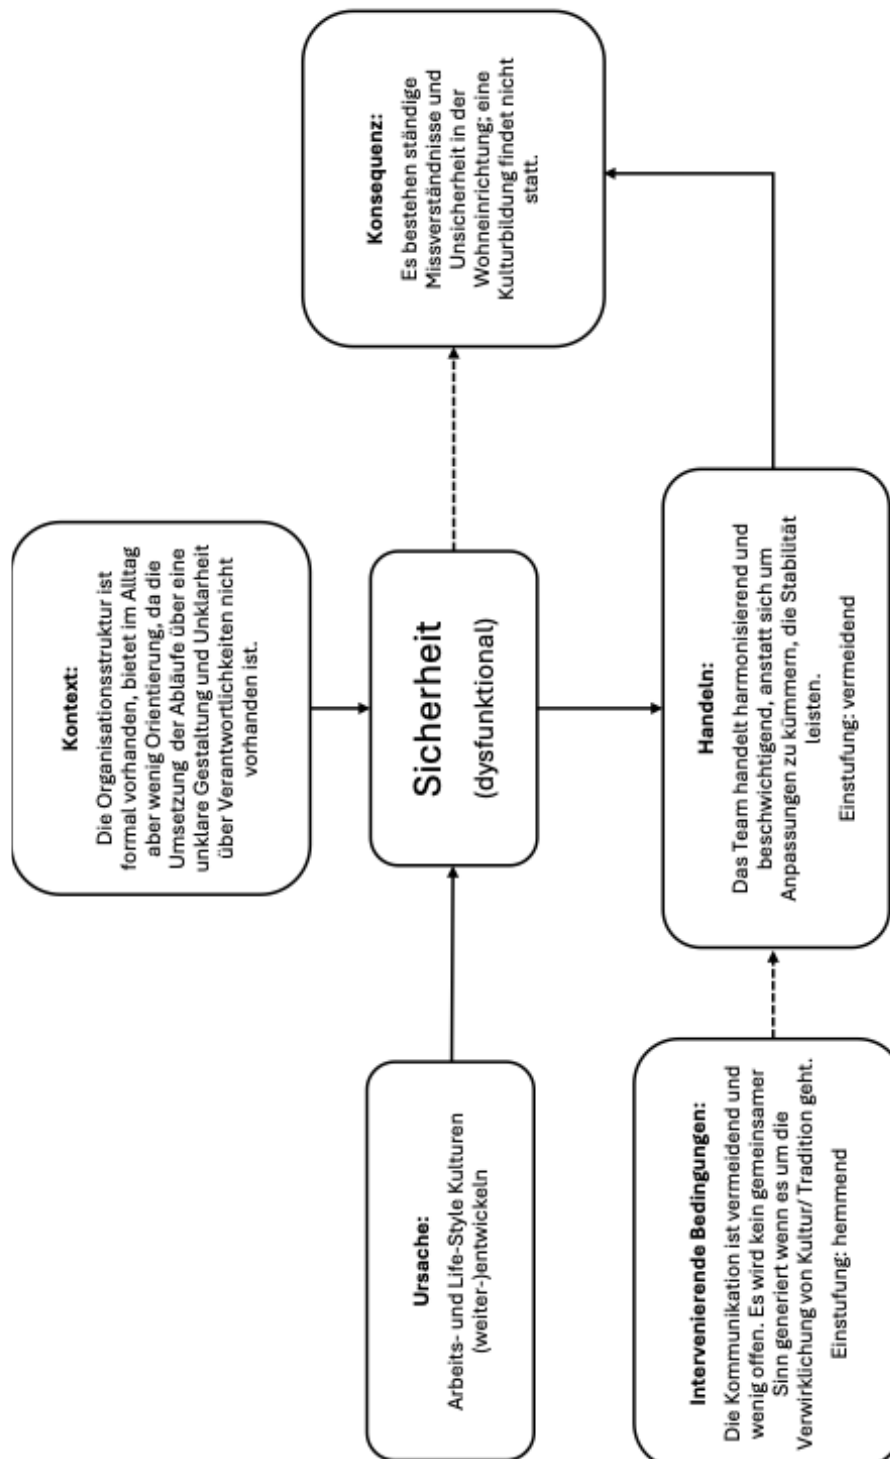 Kontext:
Die Organisationsstruktur ist
formal vorhanden, bietet im Alltag
aber wenig Orientierung, da die
Umsetzung der Abläufe über eine
unklare Gestaltung und Unklarheit
über Verantwortlichkeiten nicht
vorhanden ist.
Ursache:
Arbeits- und Life-Style Kulturen
(weiter-)entwickeln
Sicherheit
(dysfunktional)
Konsequenz:
Es bestehen ständige
Missverständnisse und
Unsicherheit in der
Wohneinrichtung; eine
Kulturbildung findet nicht
statt.
Intervenierende Bedingungen:
Die Kommunikation ist vermeidend und
wenig offen. Es wird kein gemeinsamer
Sinn generiert wenn es um die
Verwirklichung von Kultur/ Tradition geht.
Einstufung: hemmend
Handeln:
Das Team handelt harmonisierend und
beschwichtigend, anstatt sich um
Anpassungen zu kümmern, die Stabilität
leisten.
Einstufung: vermeidend